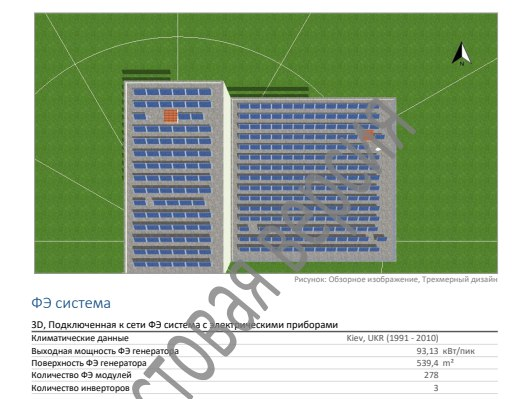 N
Рисунок: Обзорное изображение, Трехмерный дизайн
ФЭ система
3D, Подключенная к сети ФЭ система с электрическими приборами
Климатические данные Kiev, UKR (1991 - 2010)
Выходная мощность ФЭ генератора 93,13 кВт/пик
Поверхность ФЭ генератора 539,4 m²
Количество ФЭ модулей 278
Количество инверторов 3
стовая версия